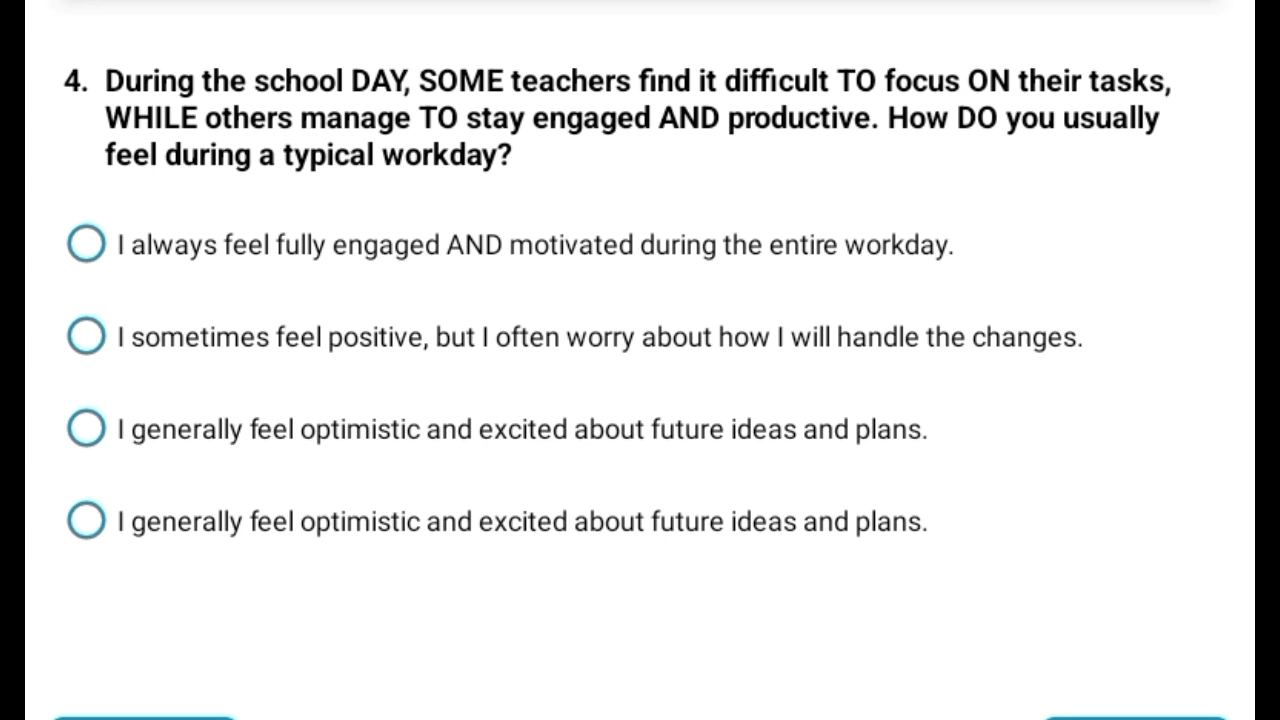 4. During the school DAY, SOME teachers find it difficult TO focus ON their tasks,
WHILE others manage TO stay engaged AND productive. How DO you usually
feel during a typical workday?
I always feel fully engaged AND motivated during the entire workday.
I sometimes feel positive, but I often worry about how I will handle the changes.
I generally feel optimistic and excited about future ideas and plans.
I generally feel optimistic and excited about future ideas and plans.